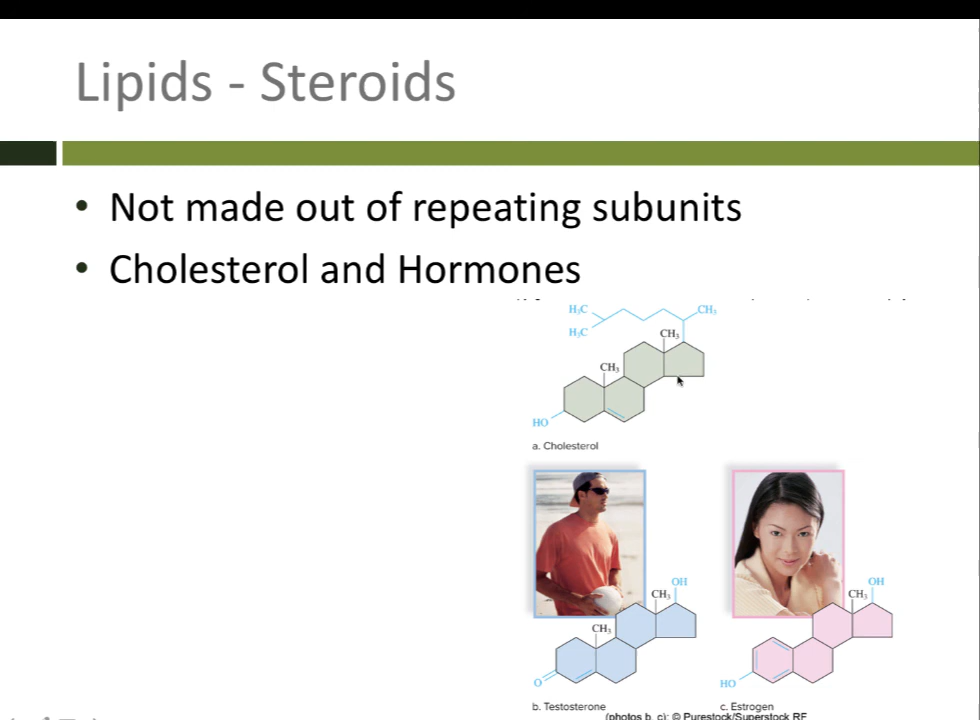 Lipids - Steroids
• Not made out of repeating subunits
• Cholesterol and Hormones
H₃C
CH₃
H₃C
CH₃
CH₃
HO
a. Cholesterol
OH
CH₃
CH₃
O
b. Testosterone
OH
CH₃
HO
c. Estrogen
(photos b, c): © Purestock/Superstock RF